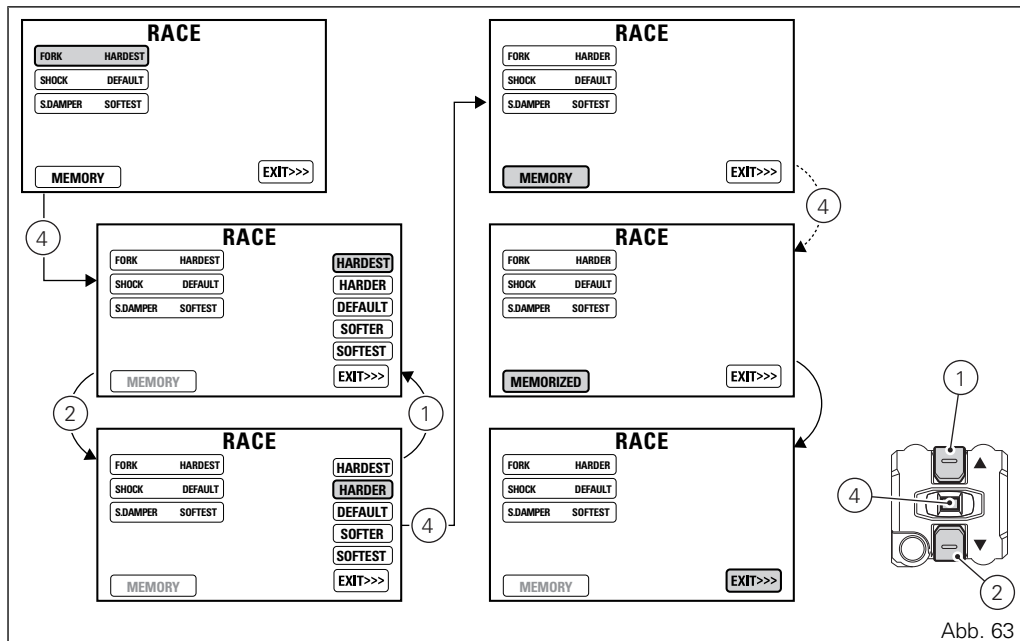 RACE
FORK HARDEST
SHOCK DEFAULT
S.DAMPER SOFTEST
MEMORY
EXIT>>>
4
RACE
FORK HARDEST
SHOCK DEFAULT
S.DAMPER SOFTEST
HARDEST
HARDER
DEFAULT
SOFTER
SOFTEST
MEMORY
EXIT>>>
2
1
RACE
FORK HARDEST
SHOCK DEFAULT
S.DAMPER SOFTEST
HARDEST
HARDER
DEFAULT
SOFTER
SOFTEST
MEMORY
EXIT>>>
4
RACE
FORK HARDER
SHOCK DEFAULT
S.DAMPER SOFTEST
MEMORY
EXIT>>>
4
RACE
FORK HARDER
SHOCK DEFAULT
S.DAMPER SOFTEST
MEMORIZED
EXIT>>>
RACE
FORK HARDER
SHOCK DEFAULT
S.DAMPER SOFTEST
MEMORY
EXIT>>>
1
4
2
Abb. 63